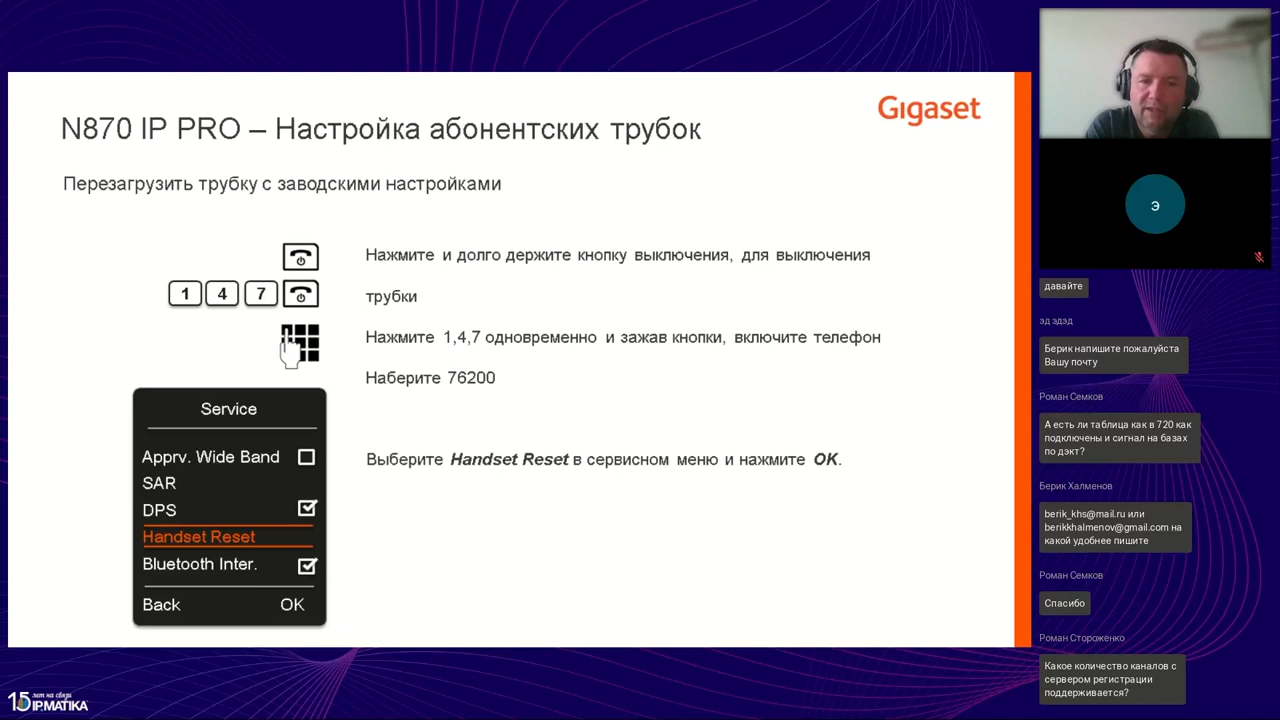 N870 IP PRO – Настройка абонентских трубок
Gigaset
Перезагрузить трубку с заводскими настройками
Нажмите и долго держите кнопку выключения, для выключения
трубки
1 4 7
Нажмите 1,4,7 одновременно и зажав кнопки, включите телефон
Наберите 76200
Выберите Handset Reset в сервисном меню и нажмите OK.
Service
Apprv. Wide Band
SAR
DPS
Handset Reset
Bluetooth Inter.
Back OK
15 лет на связи
IPMATIKA
э
давайте
эд эдэд
Берик напишите пожалуйста
Вашу почту
Роман Семков
А есть ли таблица как в 720 как
подключены и сигнал на базах
по дэкт?
Берик Халменов
berik_khs@mail.ru или
berikkhalmenov@gmail.com на
какой удобнее пишите
Роман Семков
Спасибо
Роман Стороженко
Какое количество каналов с
сервером регистрации
поддерживается?